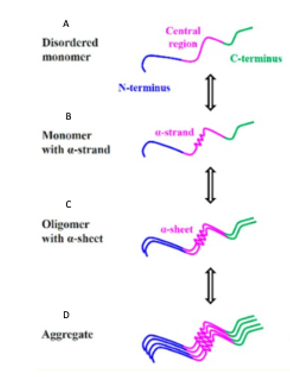 A
Disordered
monomer
Central
region
C-terminus
N-terminus
B
Monomer
with α-strand
α-strand
C
Oligomer
with α-sheet
α-sheet
D
Aggregate